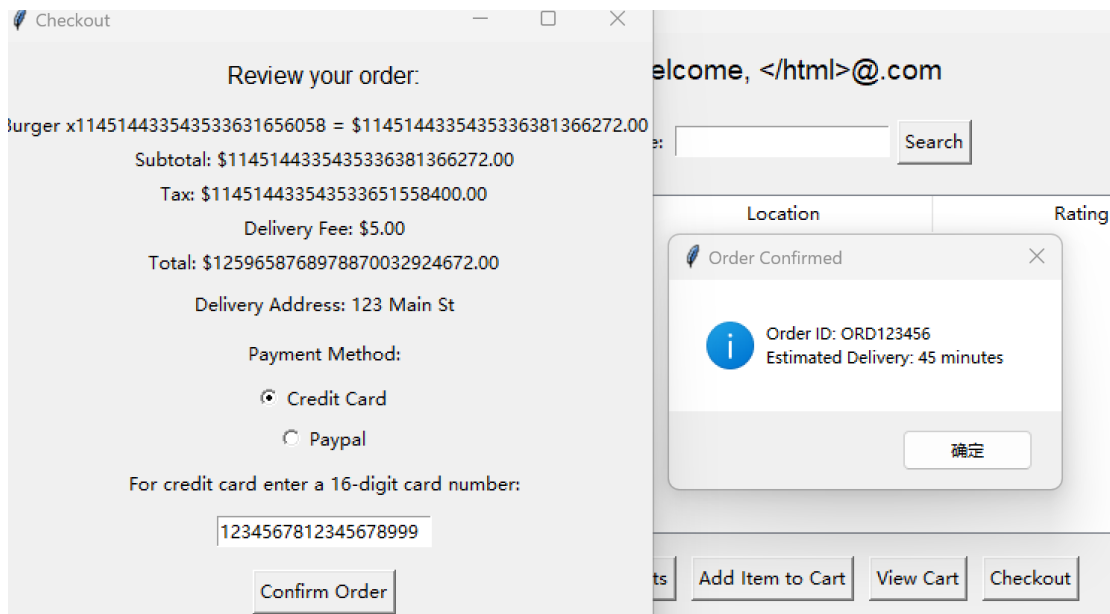 Checkout
Review your order:
Burger x114514433543533631656058 = $1145144335435336381366272.00
Subtotal: $1145144335435336381366272.00
Tax: $114514433543533651558400.00
Delivery Fee: $5.00
Total: $1259658768978870032924672.00
Delivery Address: 123 Main St
Payment Method:
Credit Card
Paypal
For credit card enter a 16-digit card number:
1234567812345678999
Confirm Order
elcome, </html>@.com
e:
Search
Location
Rating
Order Confirmed
Order ID: ORD123456
Estimated Delivery: 45 minutes
确定
ts
Add Item to Cart
View Cart
Checkout